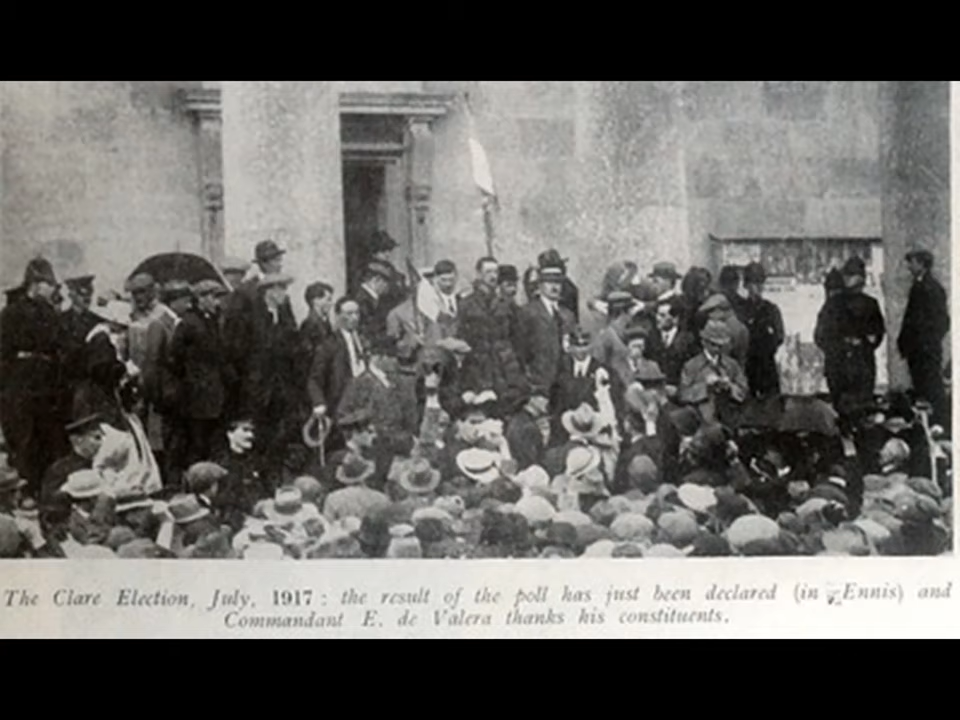 The Clare Election, July, 1917 : the result of the poll has just been declared (in Ennis) and
Commandant E. de Valera thanks his constituents.